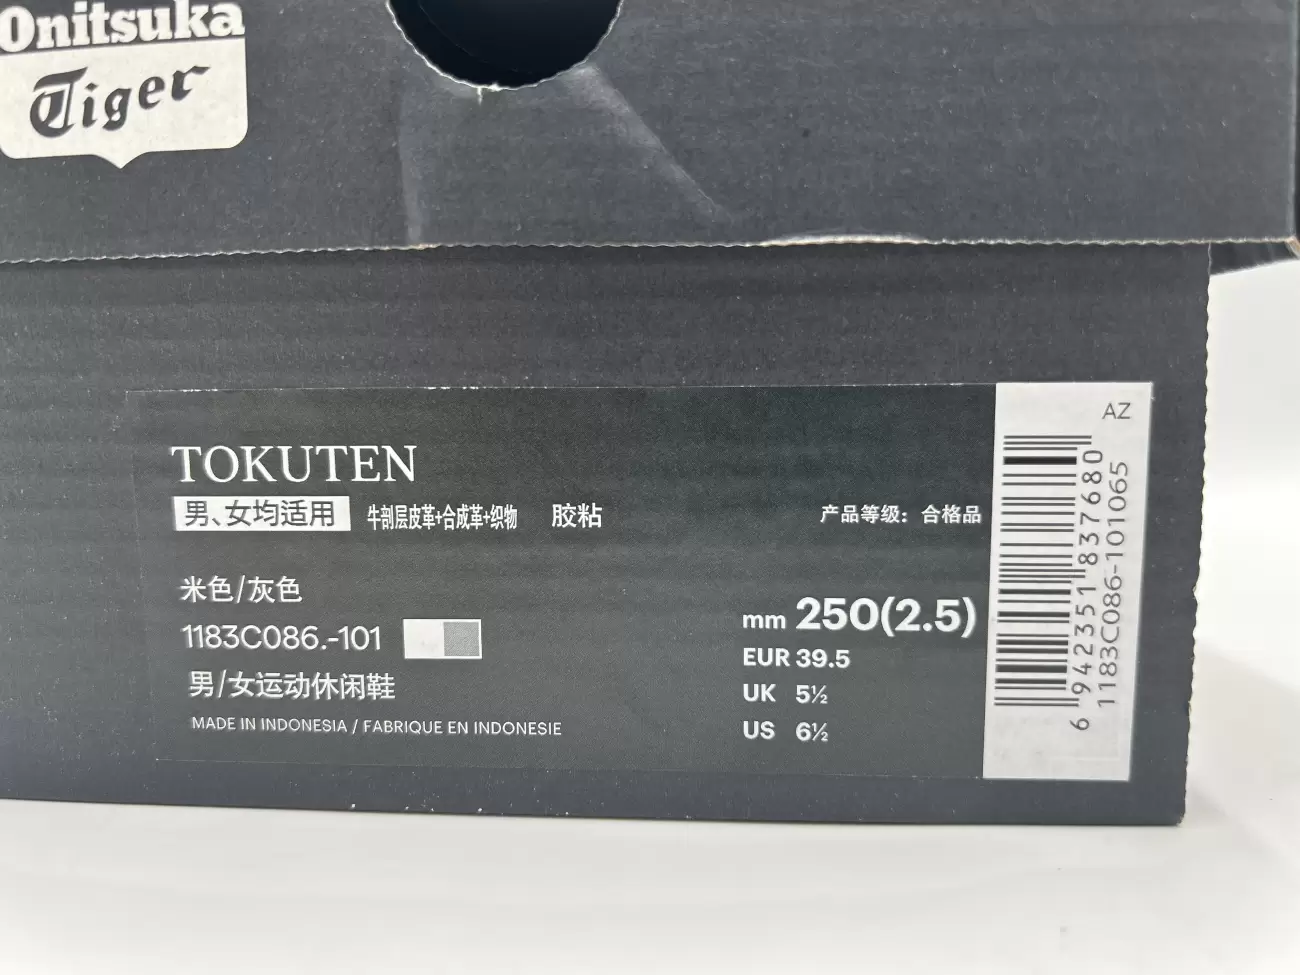 Onitsuka
Tiger
TOKUTEN
男、女均适用 牛剖层皮革+合成革+织物 胶粘 产品等级：合格品
米色/灰色
1183C086.-101
男/女运动休闲鞋
MADE IN INDONESIA / FABRIQUE EN INDONESIE
mm 250(2.5)
EUR 39.5
UK 5½
US 6½
AZ
6 942351 837680
1183C086-101065